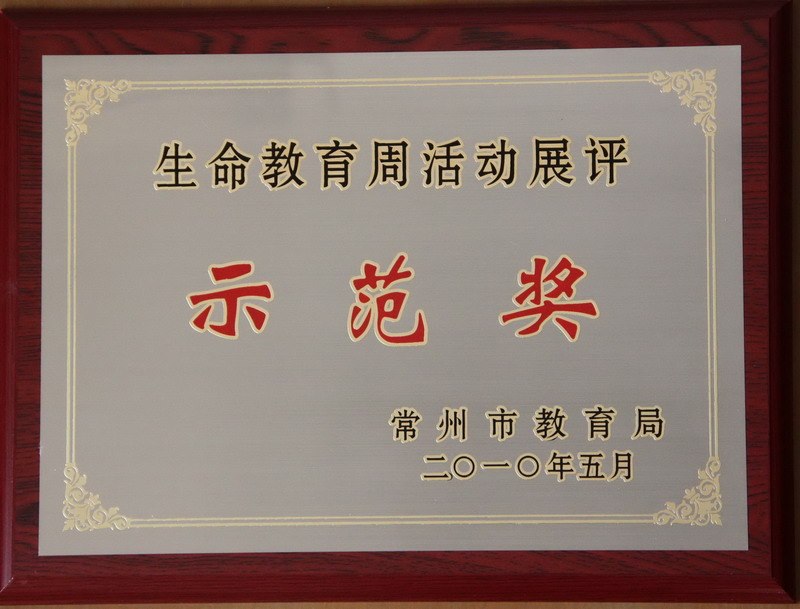 生命教育周活动展评
示范奖
常州市教育局
二〇一〇年五月